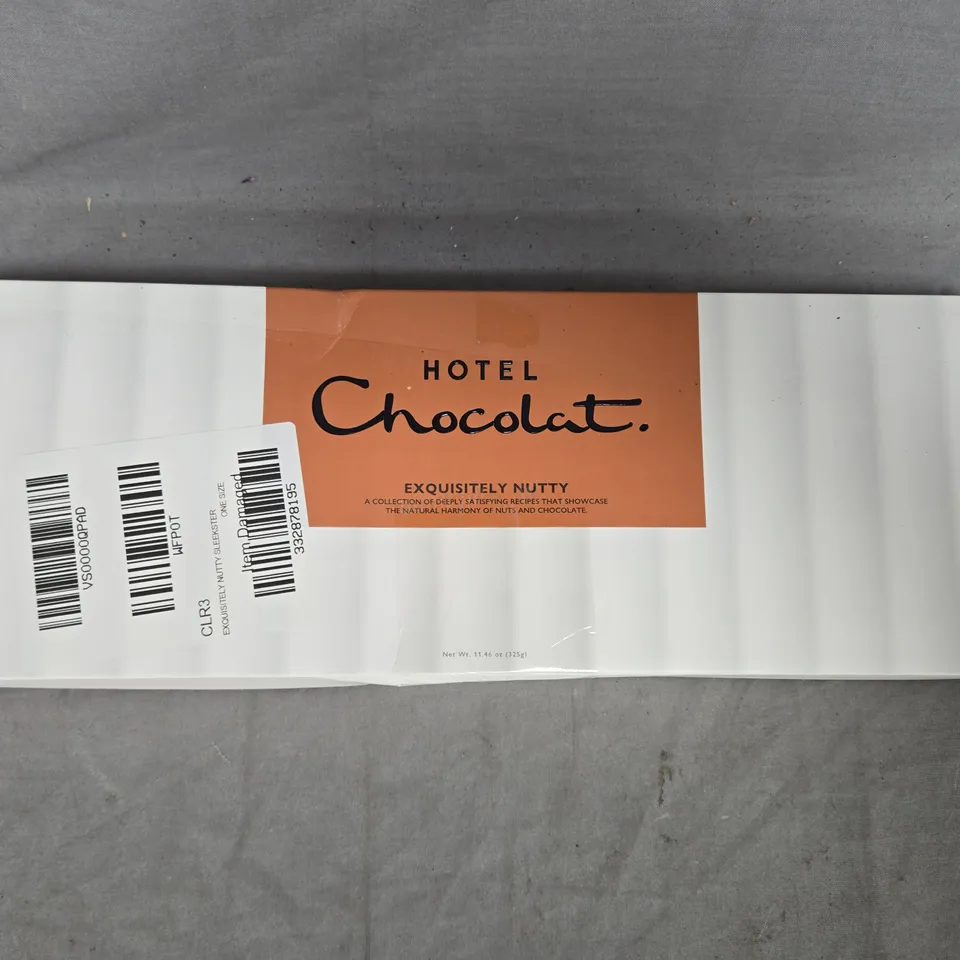 HOTEL
Chocolat.
EXQUISITELY NUTTY
A COLLECTION OF DEEPLY SATISFYING RECIPES THAT SHOWCASE
THE NATURAL HARMONY OF NUTS AND CHOCOLATE.
Net Wt. 11.46 oz (325g)
VS0000QPAD
WFP0T
CLR3
EXQUISITELY NUTTY SLEEKSTER
ONE SIZE
Item Damaged
332878195